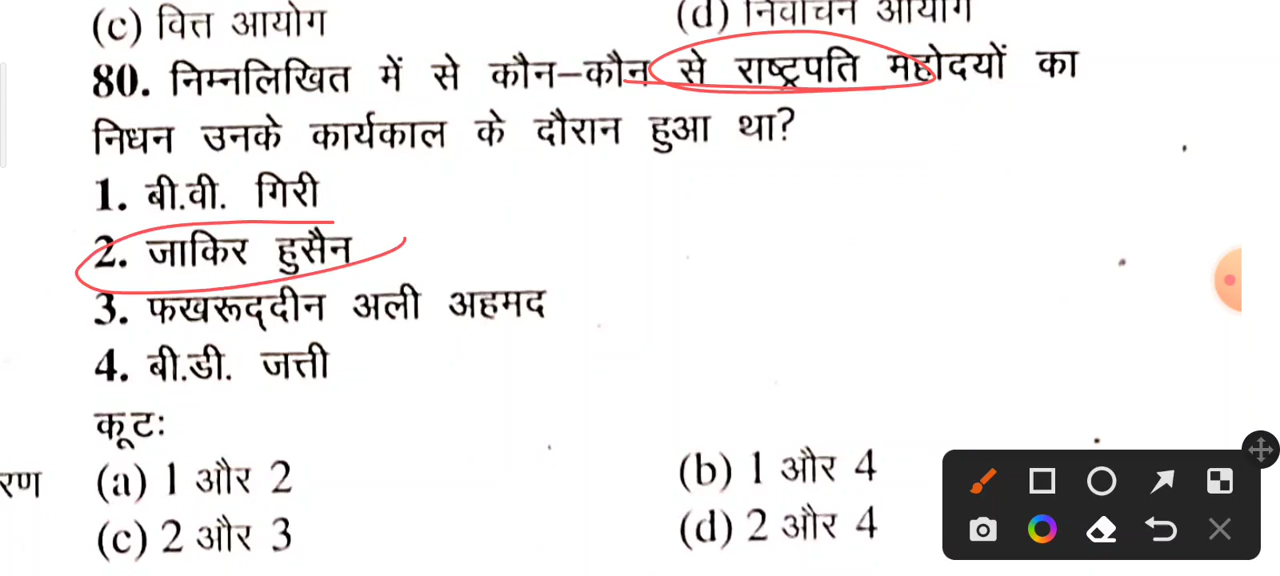 (c) वित्त आयोग (d) निर्वाचन आयोग
80. निम्नलिखित में से कौन-कौन से राष्ट्रपति महोदयों का
निधन उनके कार्यकाल के दौरान हुआ था?
1. बी.वी. गिरी
2. जाकिर हुसैन
3. फखरूद्दीन अली अहमद
4. बी.डी. जत्ती
कूटः
रण (a) 1 और 2 (b) 1 और 4
(c) 2 और 3 (d) 2 और 4